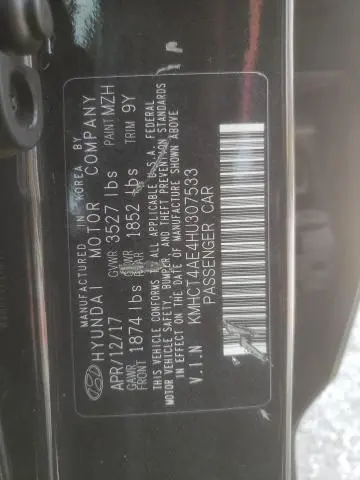 MANUFACTURED IN KOREA BY
HYUNDAI MOTOR COMPANY
APR/12/17 GVWR 3527 lbs PAINT MZH
GAWR FRONT 1874lbs GAWR REAR 1852 lbs TRIM 9Y
THIS VEHICLE CONFORMS TO ALL APPLICABLE U.S.A. FEDERAL
MOTOR VEHICLE SAFETY, BUMPER, AND THEFT PREVENTION STANDARDS
IN EFFECT ON THE DATE OF MANUFACTURE SHOWN ABOVE
V.I.N KMHCT4AE4HU307533
PASSENGER CAR